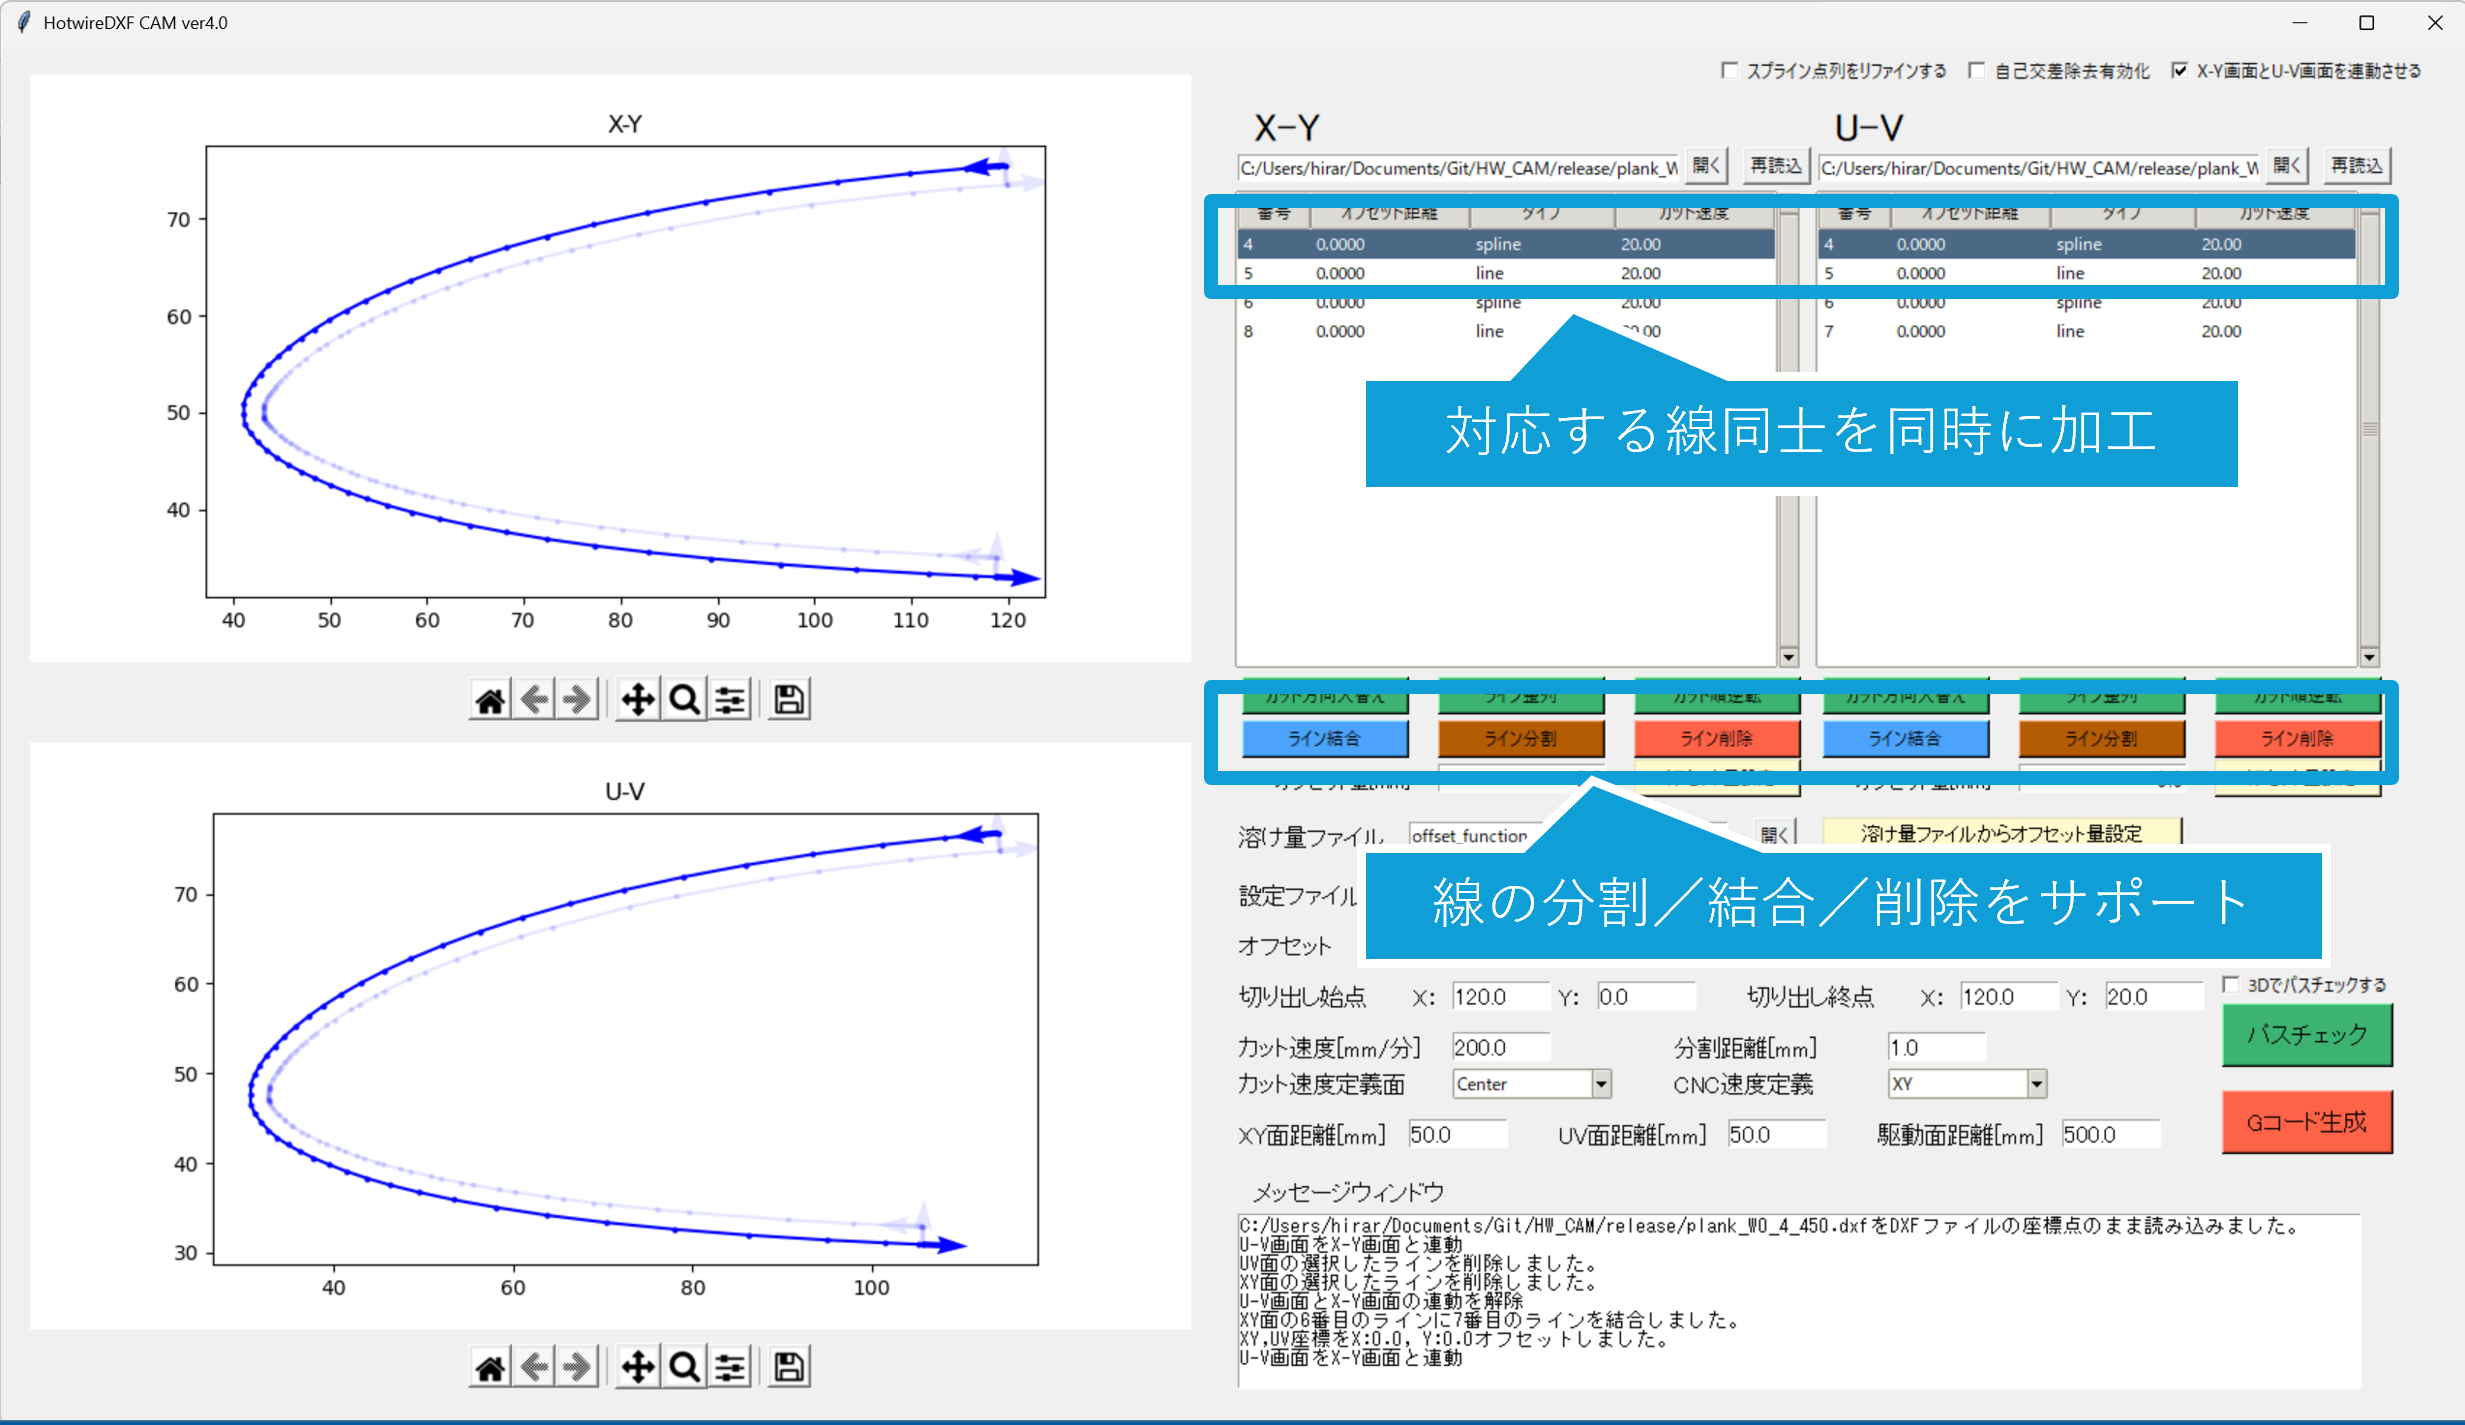 HotwireDXF CAM ver4.0
スプライン点列をリファインする 自己交差除去有効化 X-Y画面とU-V画面を連動させる
X-Y
70
60
50
40
40 50 60 70 80 90 100 110 120
U-V
70
60
50
40
30
40 60 80 100
X-Y U-V
C:/Users/hirar/Documents/Git/HW_CAM/release/plank_W 開く 再読込 C:/Users/hirar/Documents/Git/HW_CAM/release/plank_W 開く 再読込
番号 オフセット距離 タイプ カット速度 番号 オフセット距離 タイプ カット速度
4 0.0000 spline 20.00 4 0.0000 spline 20.00
5 0.0000 line 20.00 5 0.0000 line 20.00
6 0.0000 spline 20.00 6 0.0000 spline 20.00
8 0.0000 line 7 0.0000 line 20.00
対応する線同士を同時に加工
カット方向入替え ライン整列 カット順逆転 カット方向入替え ライン整列 カット順逆転
ライン結合 ライン分割 ライン削除 ライン結合 ライン分割 ライン削除
溶け量ファイル offset_function 開く 溶け量ファイルからオフセット量設定
線の分割／結合／削除をサポート
設定ファイル
オフセット
切り出し始点 X: 120.0 Y: 0.0 切り出し終点 X: 120.0 Y: 20.0 3Dでパスチェックする
カット速度[mm/分] 200.0 分割距離[mm] 1.0 パスチェック
カット速度定義面 Center CNC速度定義 XY
XY面距離[mm] 50.0 UV面距離[mm] 50.0 駆動面距離[mm] 500.0 Gコード生成
メッセージウィンドウ
C:/Users/hirar/Documents/Git/HW_CAM/release/plank_W0_4_450.dxfをDXFファイルの座標点のまま読み込みました。
U-V画面をX-Y画面と連動
UV面の選択したラインを削除しました。
XY面の選択したラインを削除しました。
U-V画面とX-Y画面の連動を解除
XY面の6番目のラインに7番目のラインを結合しました。
XY,UV座標をX:0.0, Y:0.0オフセットしました。
U-V画面をX-Y画面と連動